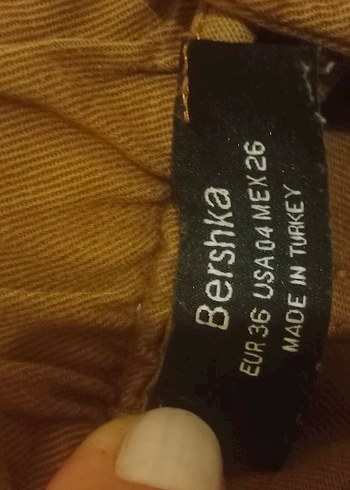 Bershka
EUR 36 USA 04 MEX 26
MADE IN TURKEY